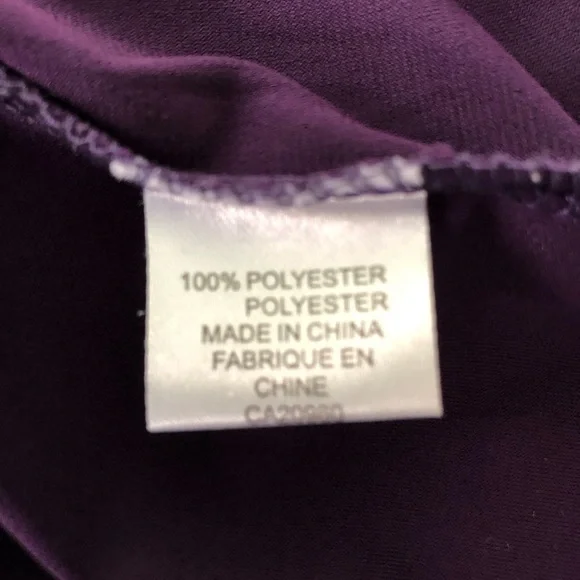 100% POLYESTER
POLYESTER
MADE IN CHINA
FABRIQUE EN
CHINE